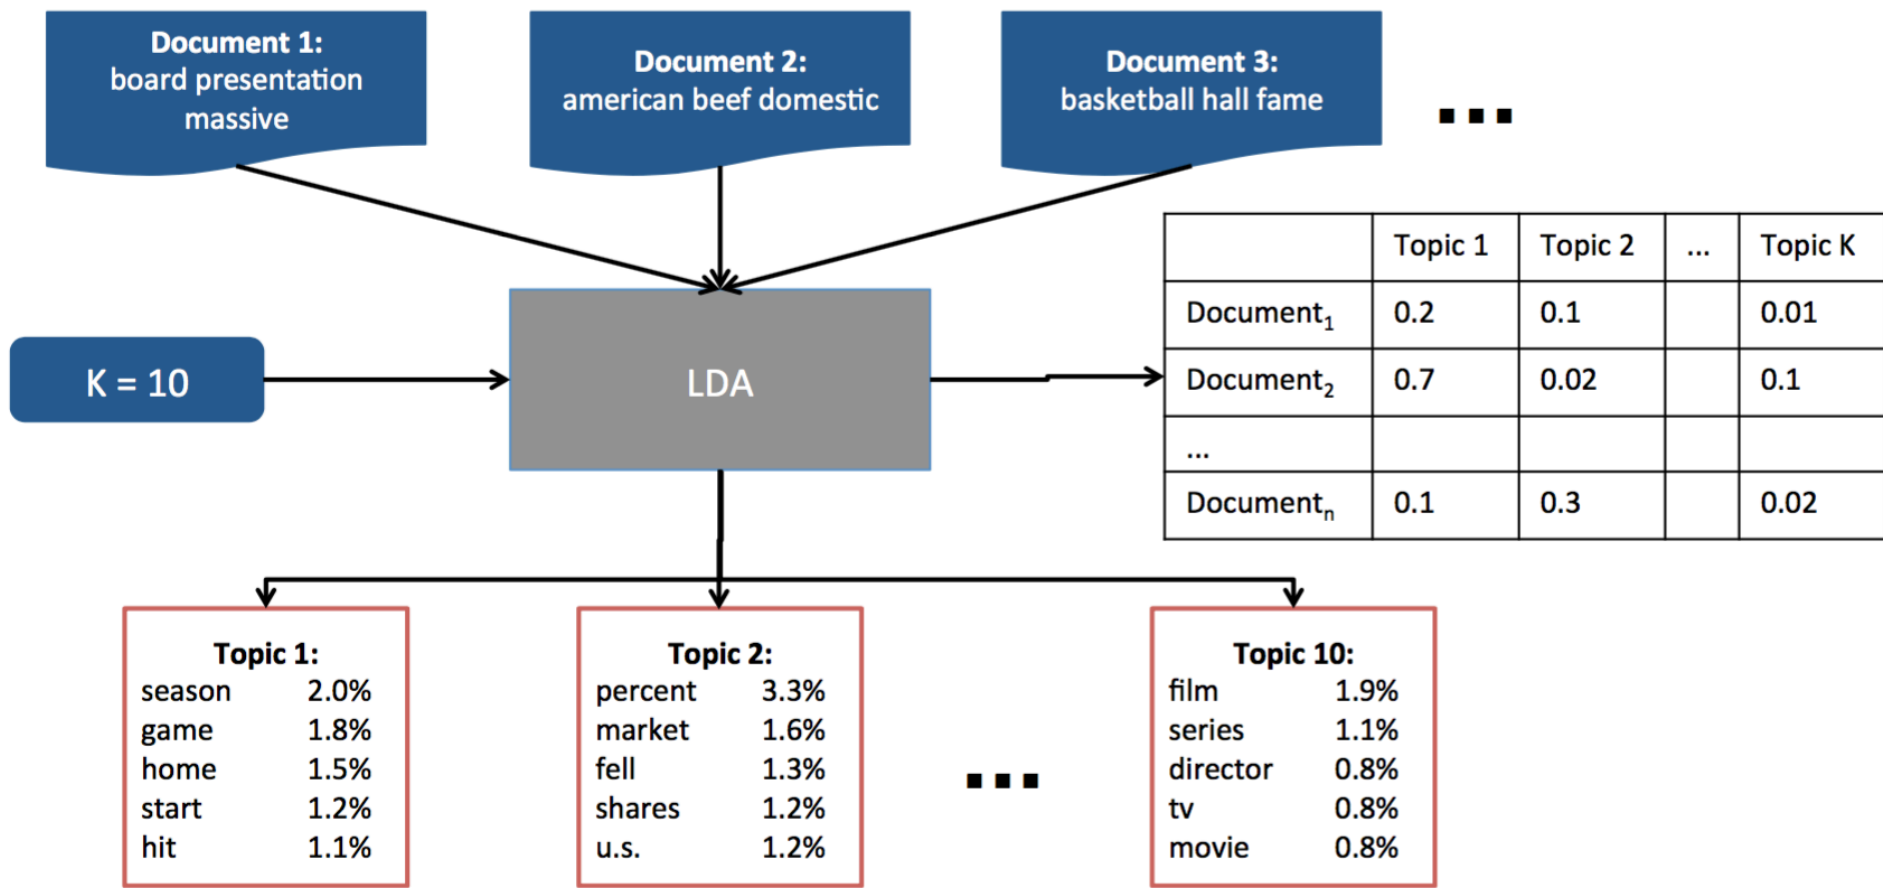 Document 1:
board presentation
massive
Document 2:
american beef domestic
Document 3:
basketball hall fame
...
K = 10
LDA
Topic 1 Topic 2 ... Topic K
Document1 0.2 0.1 0.01
Document2 0.7 0.02 0.1
...
Documentn 0.1 0.3 0.02
Topic 1:
season 2.0%
game 1.8%
home 1.5%
start 1.2%
hit 1.1%
Topic 2:
percent 3.3%
market 1.6%
fell 1.3%
shares 1.2%
u.s. 1.2%
...
Topic 10:
film 1.9%
series 1.1%
director 0.8%
tv 0.8%
movie 0.8%